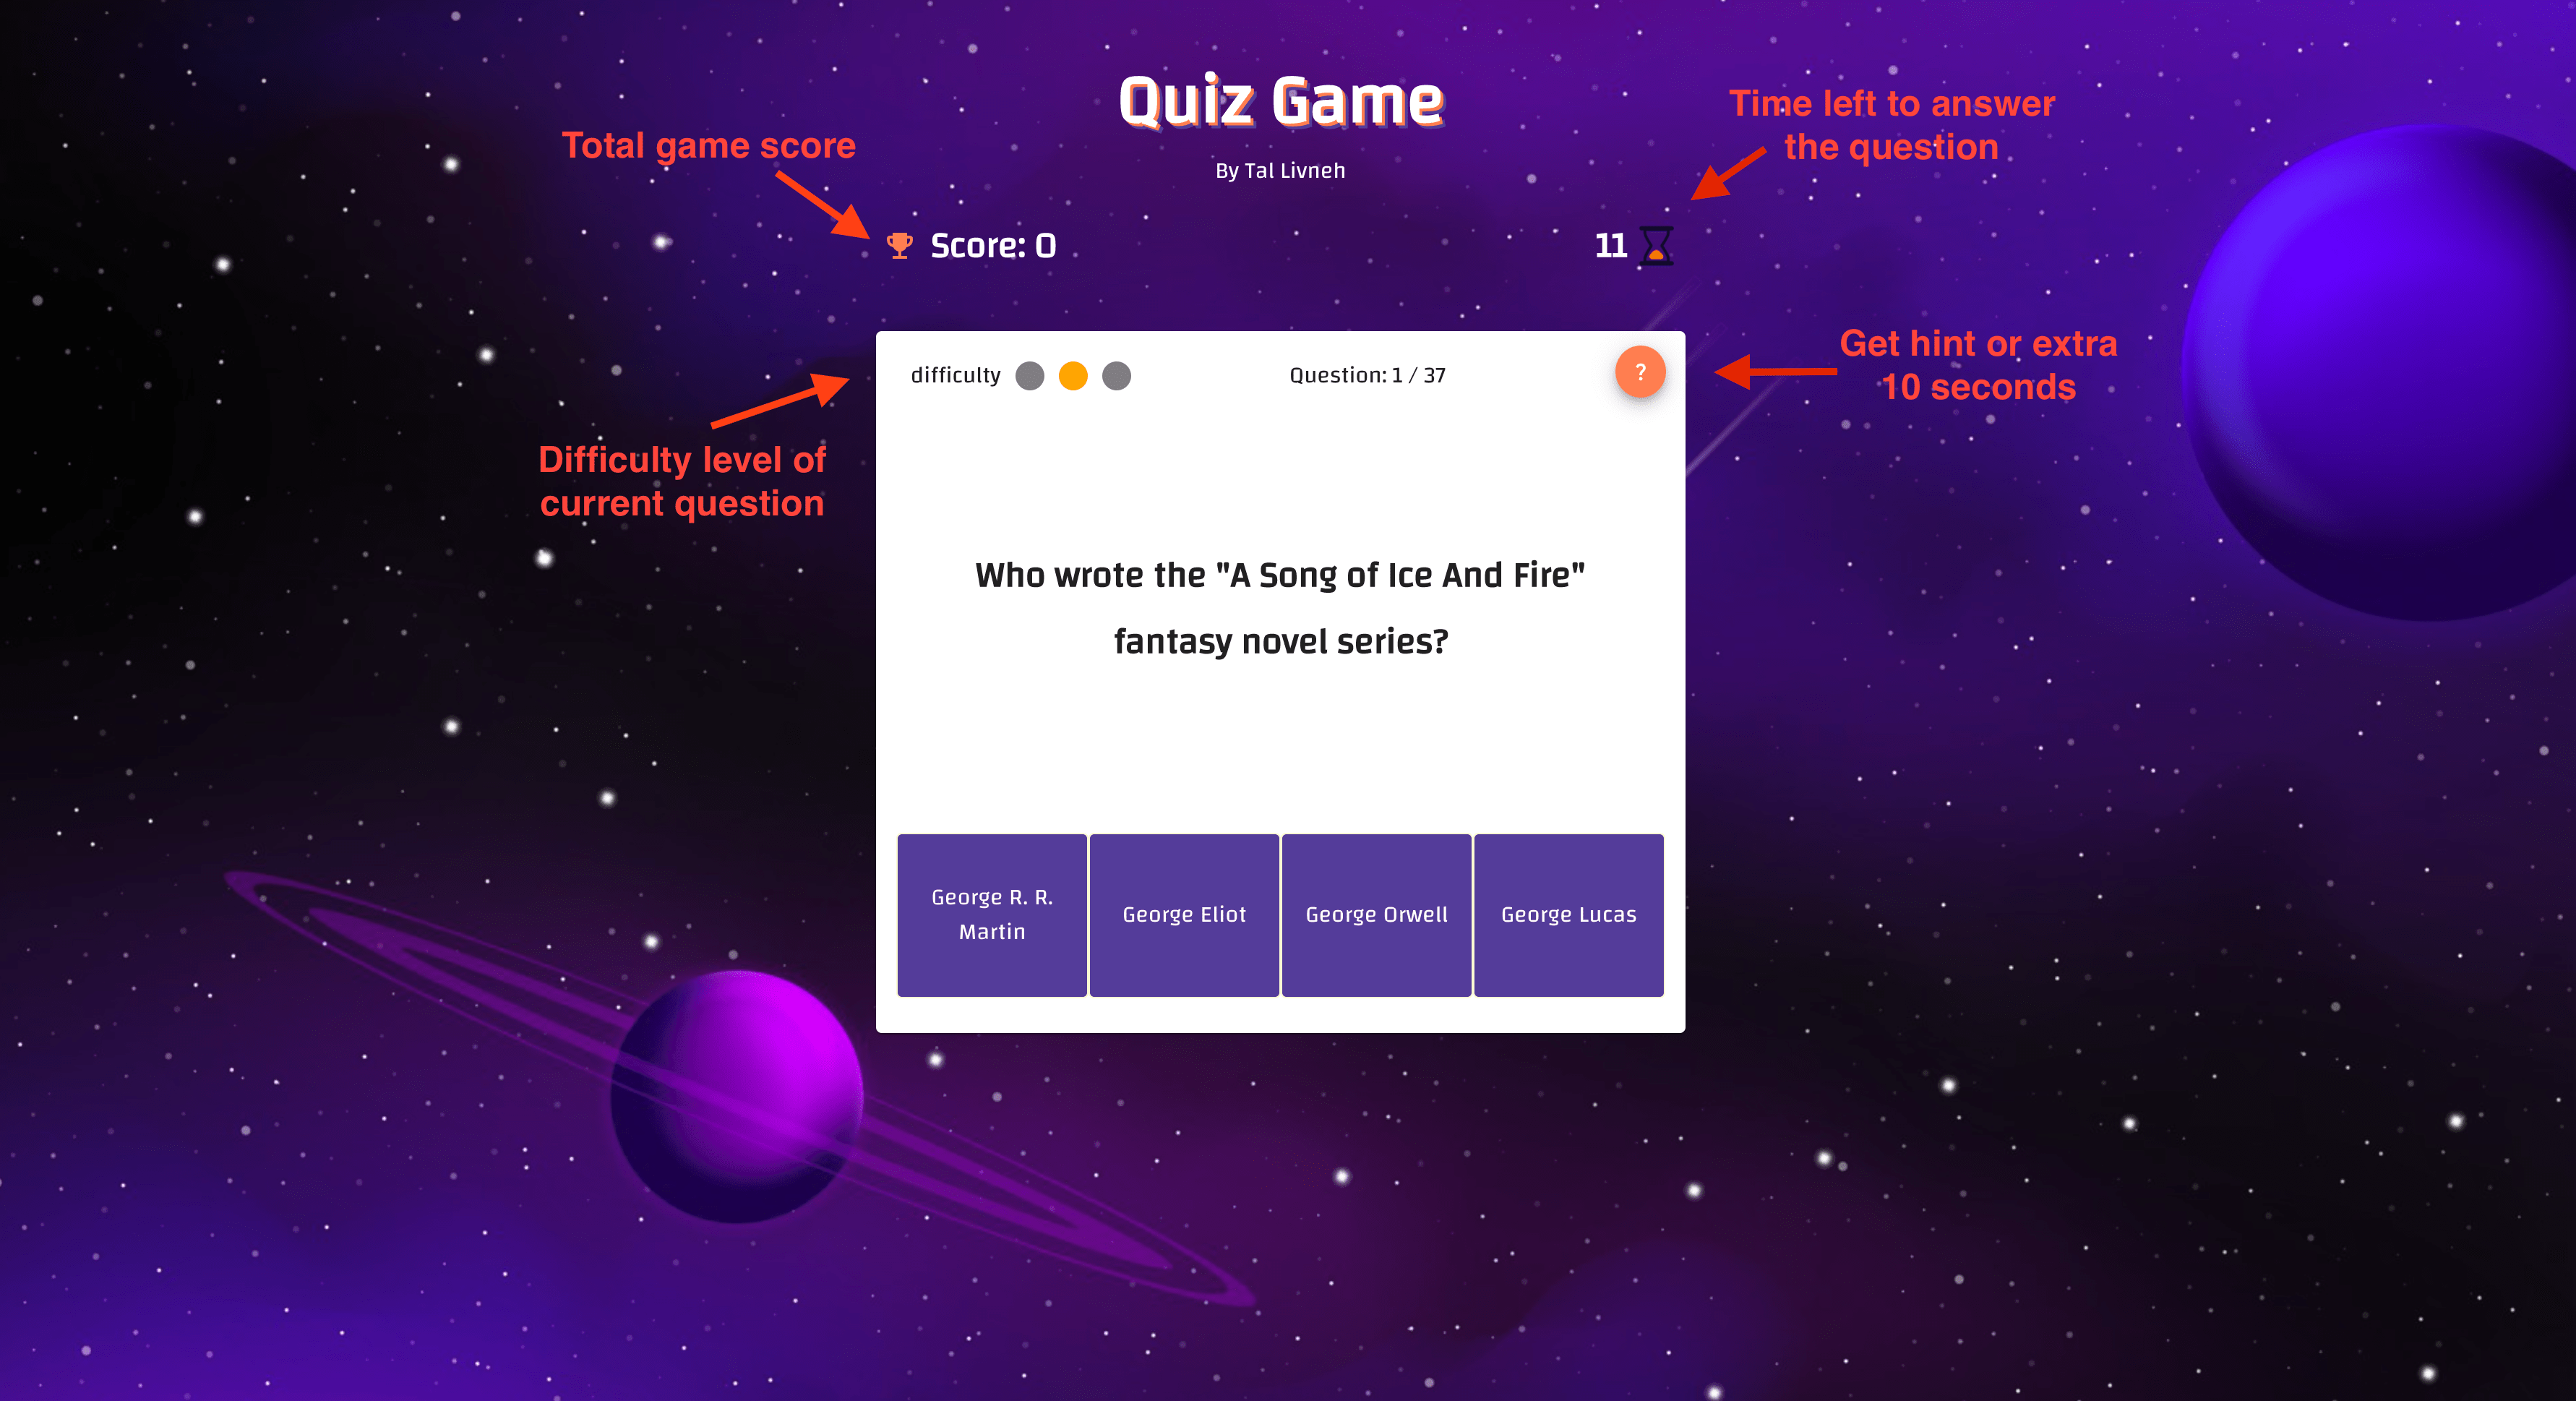 Quiz Game
By Tal Livneh
Total game score
Time left to answer
the question
Score: 0
11
Get hint or extra
10 seconds
difficulty
Question: 1 / 37
?
Difficulty level of
current question
Who wrote the "A Song of Ice And Fire"
fantasy novel series?
George R. R.
Martin
George Eliot
George Orwell
George Lucas